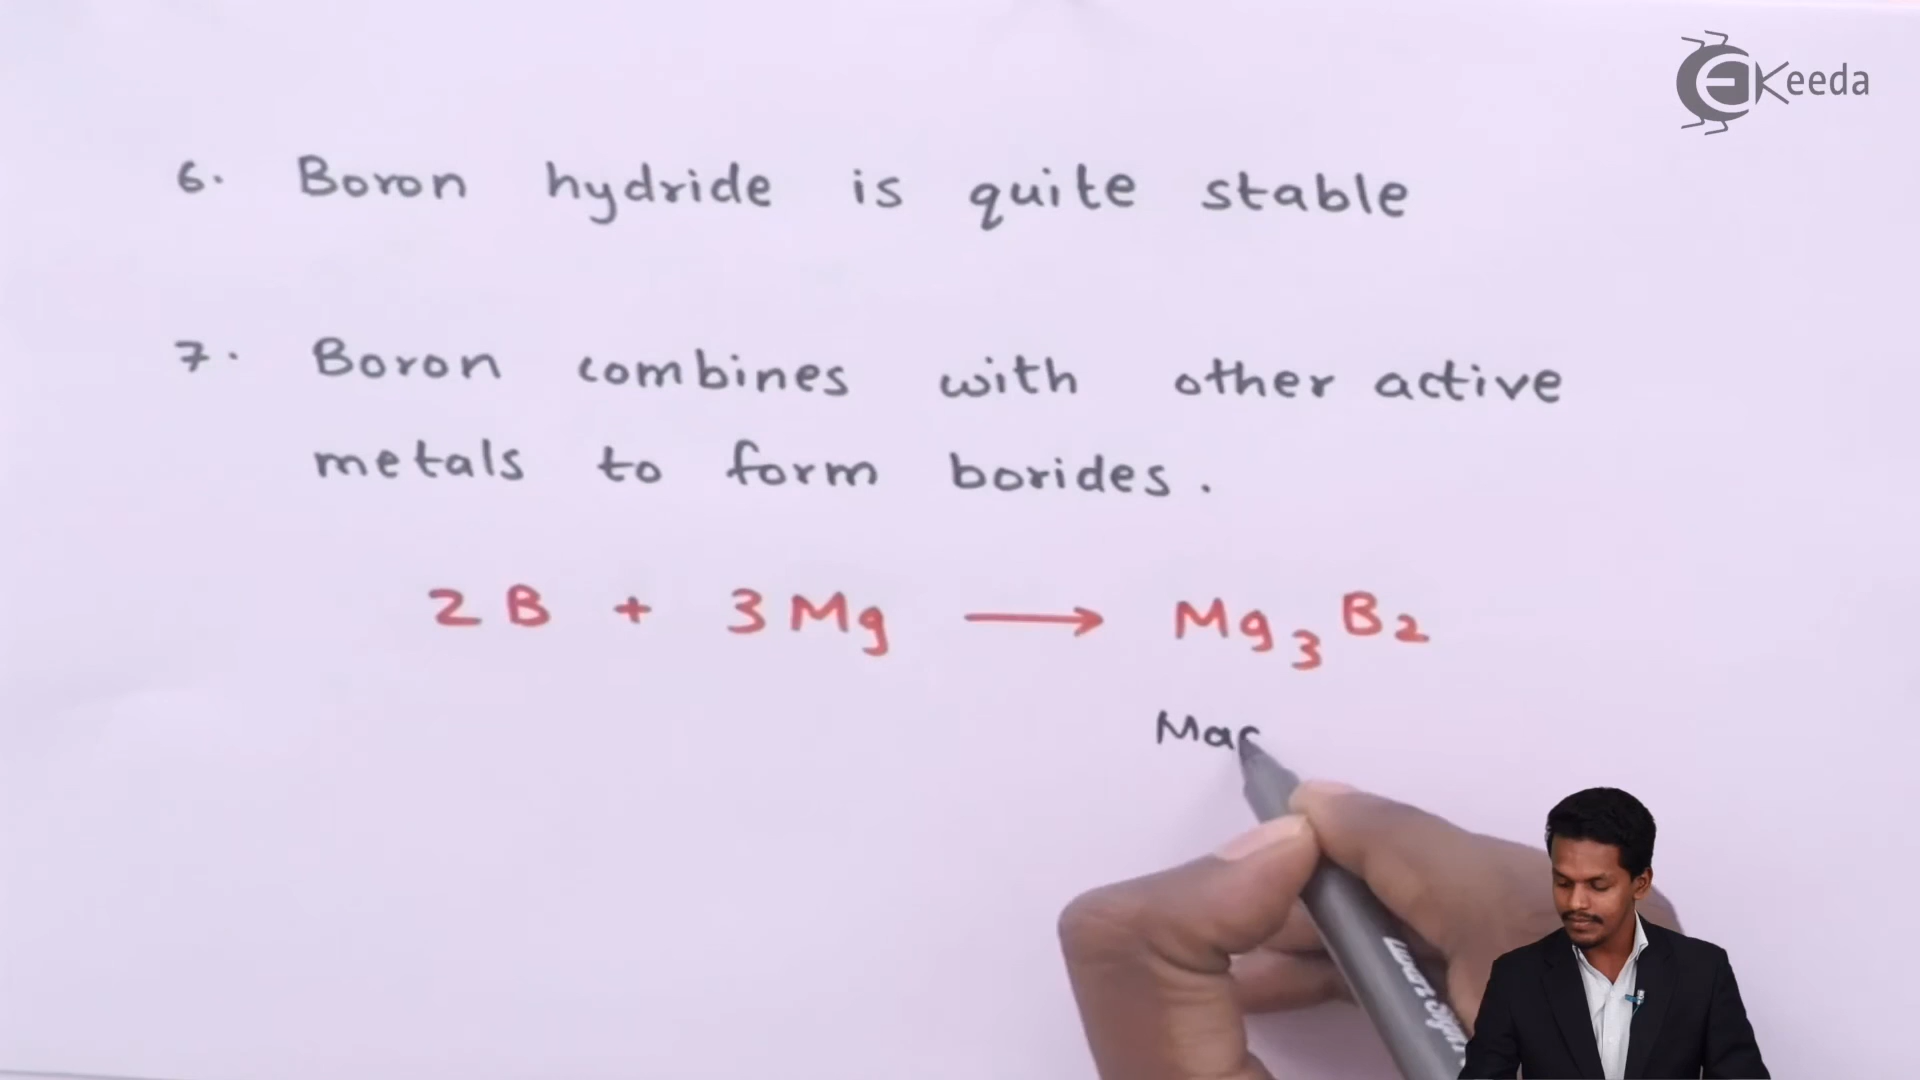 EKeeda
6. Boron hydride is quite stable
7. Boron combines with other active
metals to form borides.
2B + 3Mg ⟶ Mg₃B₂
Mag